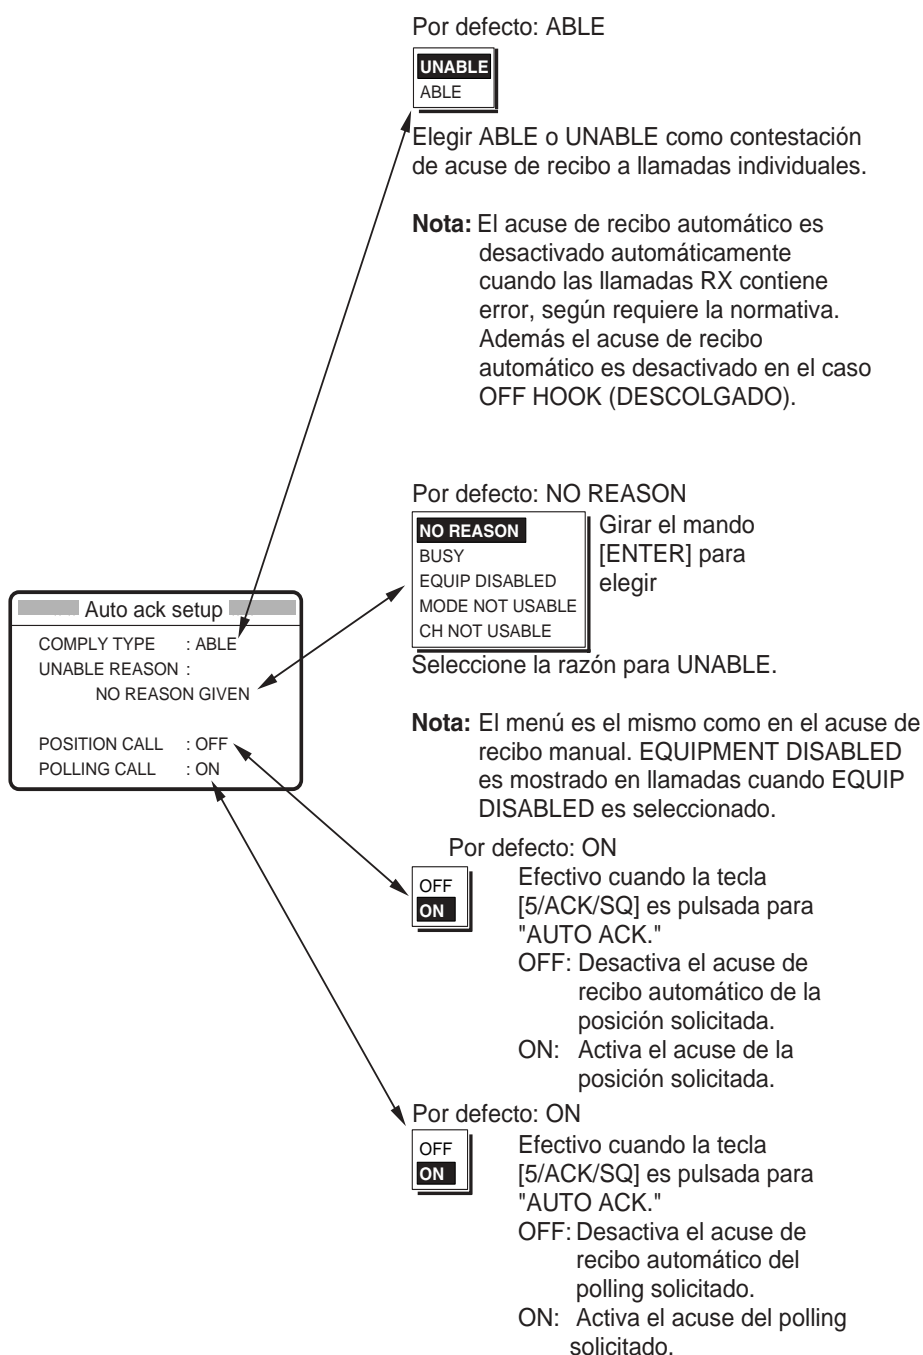 Por defecto: ABLE
UNABLE
ABLE
Elegir ABLE o UNABLE como contestación
de acuse de recibo a llamadas individuales.
Nota: El acuse de recibo automático es
desactivado automáticamente
cuando las llamadas RX contiene
error, según requiere la normativa.
Además el acuse de recibo
automático es desactivado en el caso
OFF HOOK (DESCOLGADO).
Por defecto: NO REASON
NO REASON
BUSY
EQUIP DISABLED
MODE NOT USABLE
CH NOT USABLE
Girar el mando
[ENTER] para
elegir
Seleccione la razón para UNABLE.
Nota: El menú es el mismo como en el acuse de
recibo manual. EQUIPMENT DISABLED
es mostrado en llamadas cuando EQUIP
DISABLED es seleccionado.
Auto ack setup
COMPLY TYPE : ABLE
UNABLE REASON :
NO REASON GIVEN
POSITION CALL : OFF
POLLING CALL : ON
Por defecto: ON
OFF
ON
Efectivo cuando la tecla
[5/ACK/SQ] es pulsada para
"AUTO ACK."
OFF: Desactiva el acuse de
recibo automático de la
posición solicitada.
ON: Activa el acuse de la
posición solicitada.
Por defecto: ON
OFF
ON
Efectivo cuando la tecla
[5/ACK/SQ] es pulsada para
"AUTO ACK."
OFF: Desactiva el acuse de
recibo automático del
polling solicitado.
ON: Activa el acuse del polling
solicitado.